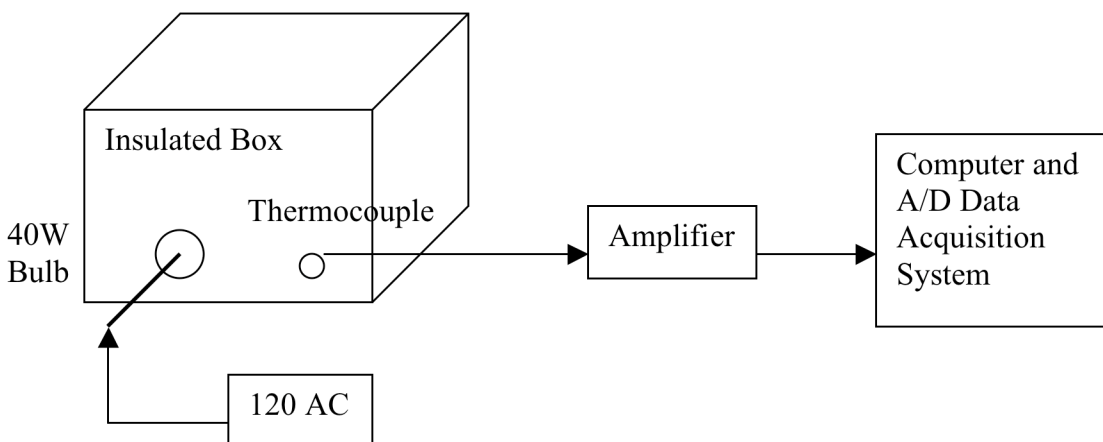 Insulated Box
Thermocouple
40W
Bulb
Amplifier
Computer and
A/D Data
Acquisition
System
120 AC